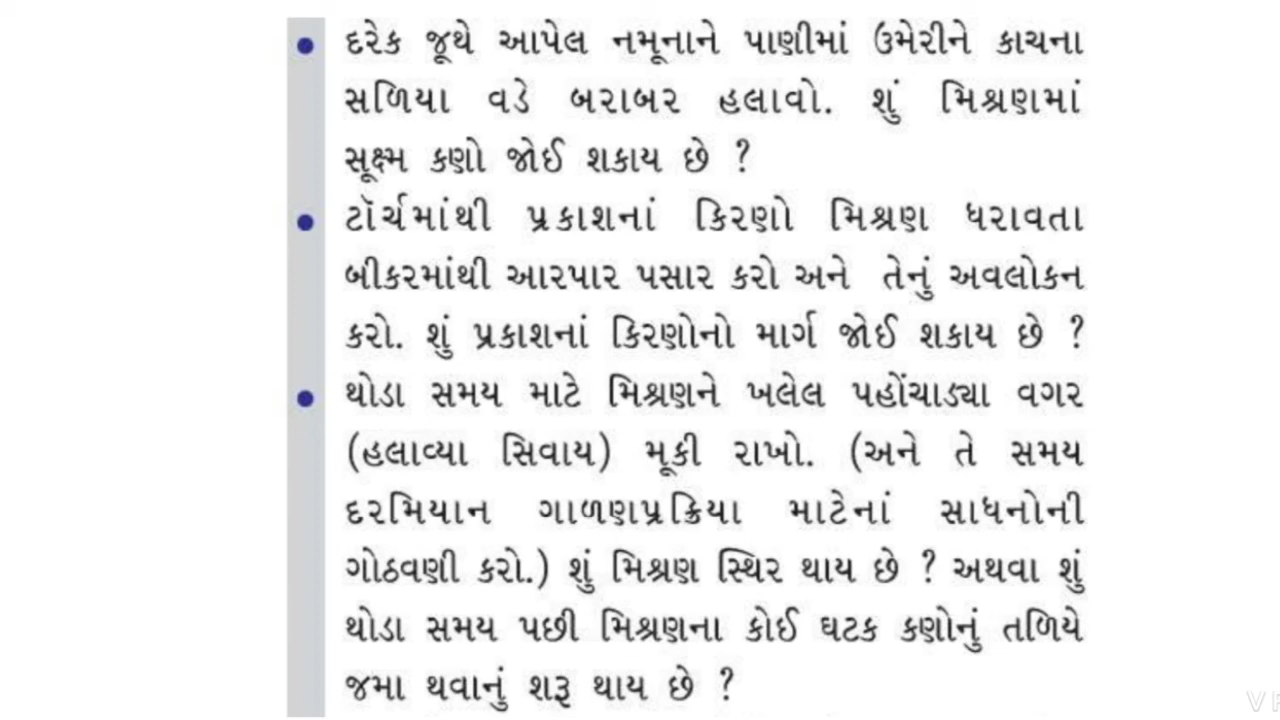 • દરેક જૂથે આપેલ નમૂનાને પાણીમાં ઉમેરીને કાચના
સળિયા વડે બરાબર હલાવો. શું મિશ્રણમાં
સૂક્ષ્મ કણો જોઈ શકાય છે ?
• ટૉર્ચમાંથી પ્રકાશનાં કિરણો મિશ્રણ ધરાવતા
બીકરમાંથી આરપાર પસાર કરો અને તેનું અવલોકન
કરો. શું પ્રકાશનાં કિરણોનો માર્ગ જોઈ શકાય છે ?
• થોડા સમય માટે મિશ્રણને ખલેલ પહોંચાડ્યા વગર
(હલાવ્યા સિવાય) મૂકી રાખો. (અને તે સમય
દરમિયાન ગાળણપ્રક્રિયા માટેનાં સાધનોની
ગોઠવણી કરો.) શું મિશ્રણ સ્થિર થાય છે ? અથવા શું
થોડા સમય પછી મિશ્રણના કોઈ ઘટક કણોનું તળિયે
જમા થવાનું શરૂ થાય છે ?